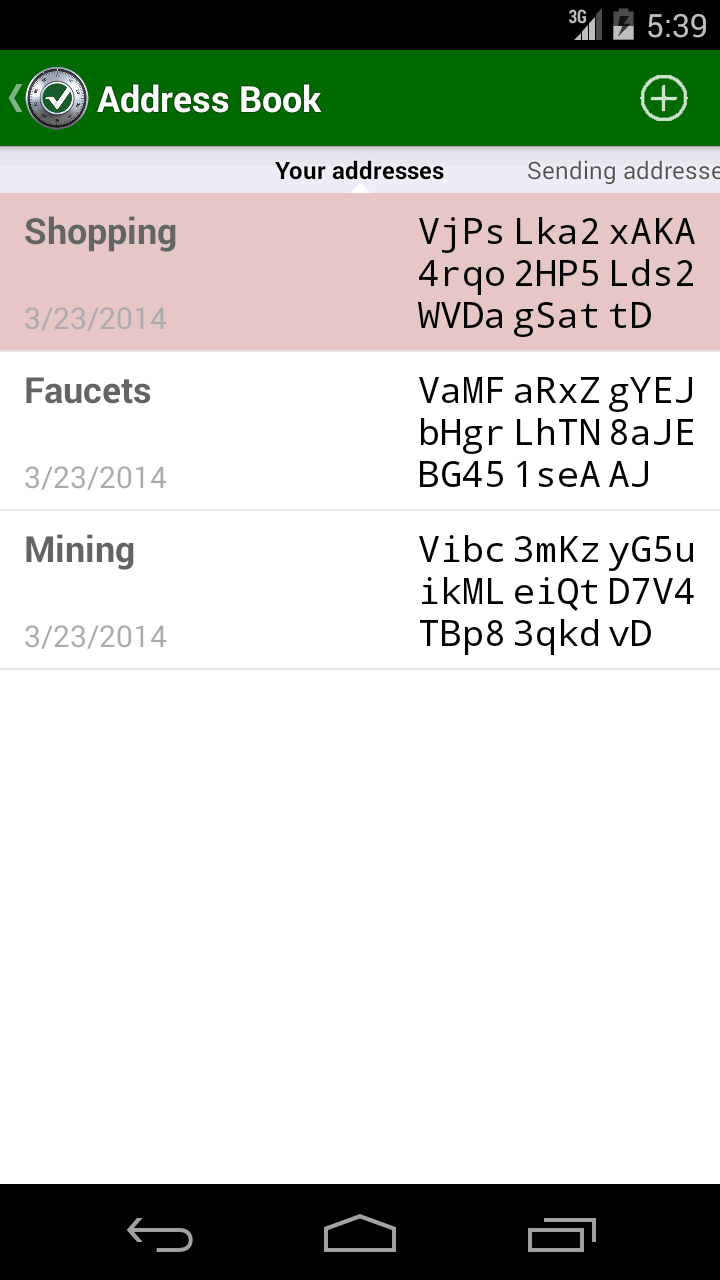 3G 5:39
Address Book
Your addresses Sending addresse
Shopping VjPs Lka2 xAKA
4rqo 2HP5 Lds2
3/23/2014 WVDa gSat tD
Faucets VaMF aRxZ gYEJ
bHgr LhTN 8aJE
3/23/2014 BG45 1seA AJ
Mining Vibc 3mKz yG5u
ikML eiQt D7V4
3/23/2014 TBp8 3qkd vD